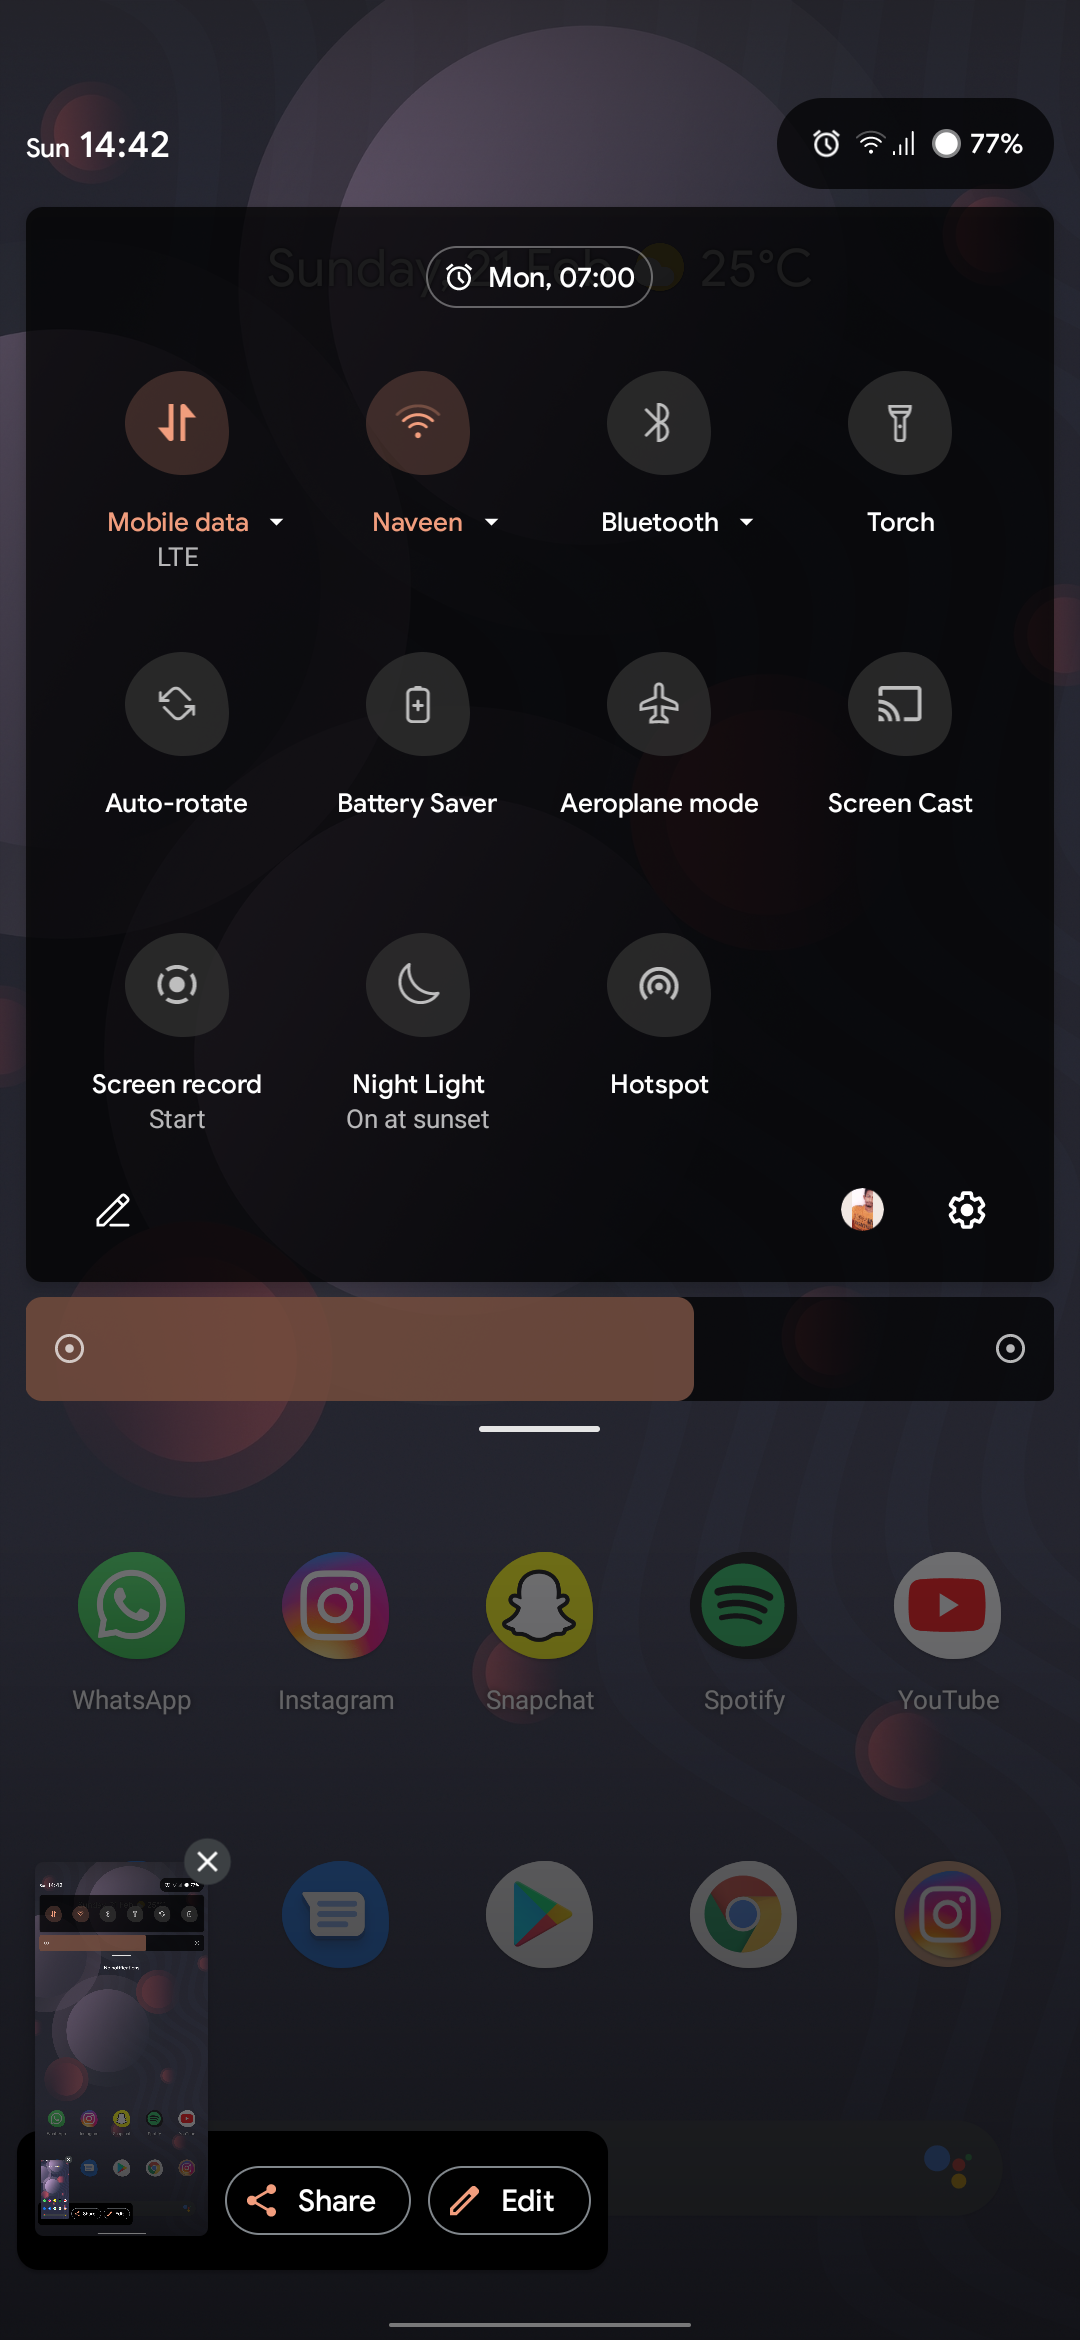 Sun 14:42
77%
Sunday, 21 Feb 25°C
Mon, 07:00
Mobile data
LTE
Naveen
Bluetooth
Torch
Auto-rotate
Battery Saver
Aeroplane mode
Screen Cast
Screen record
Start
Night Light
On at sunset
Hotspot
WhatsApp
Instagram
Snapchat
Spotify
YouTube
No notifications
Share
Edit